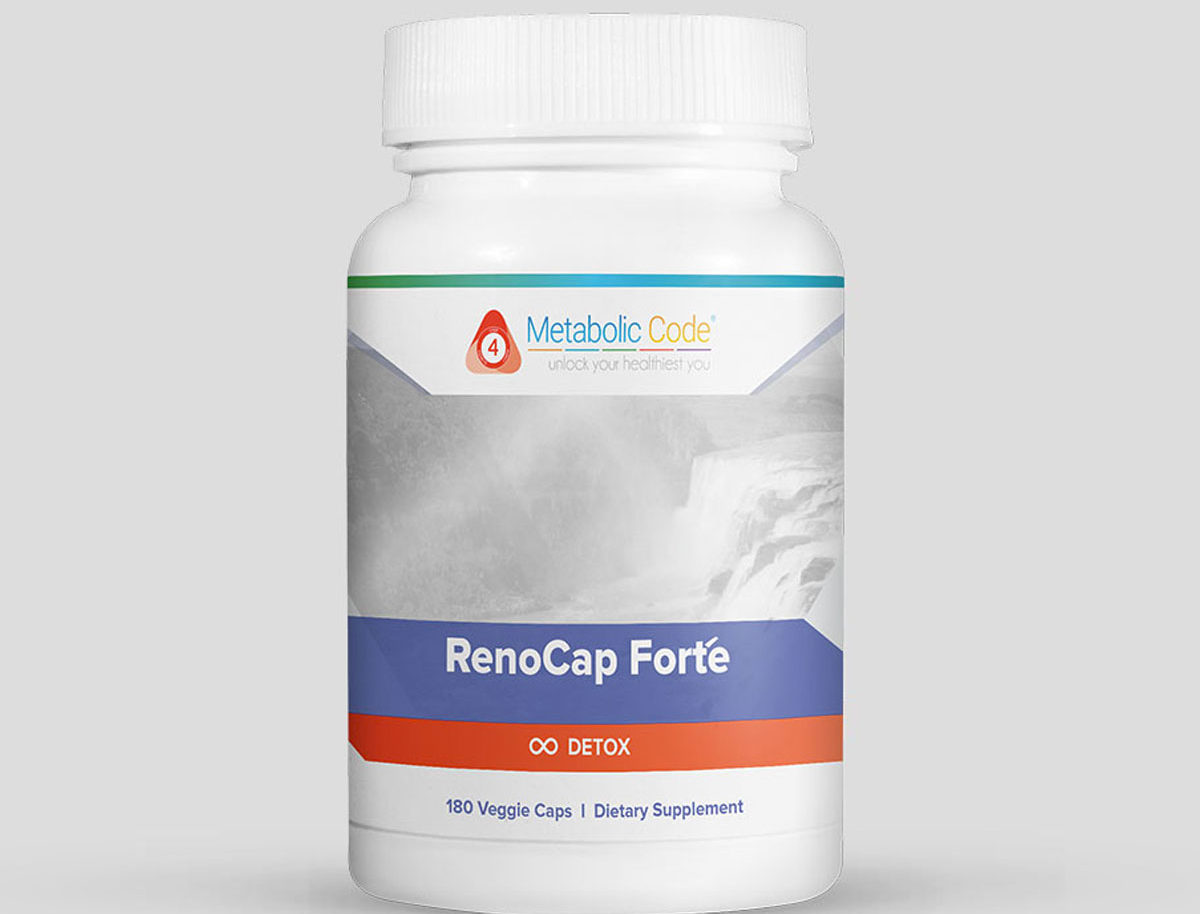 4
Metabolic Code®
unlock your healthiest you
RenoCap Forté
∞ DETOX
180 Veggie Caps | Dietary Supplement